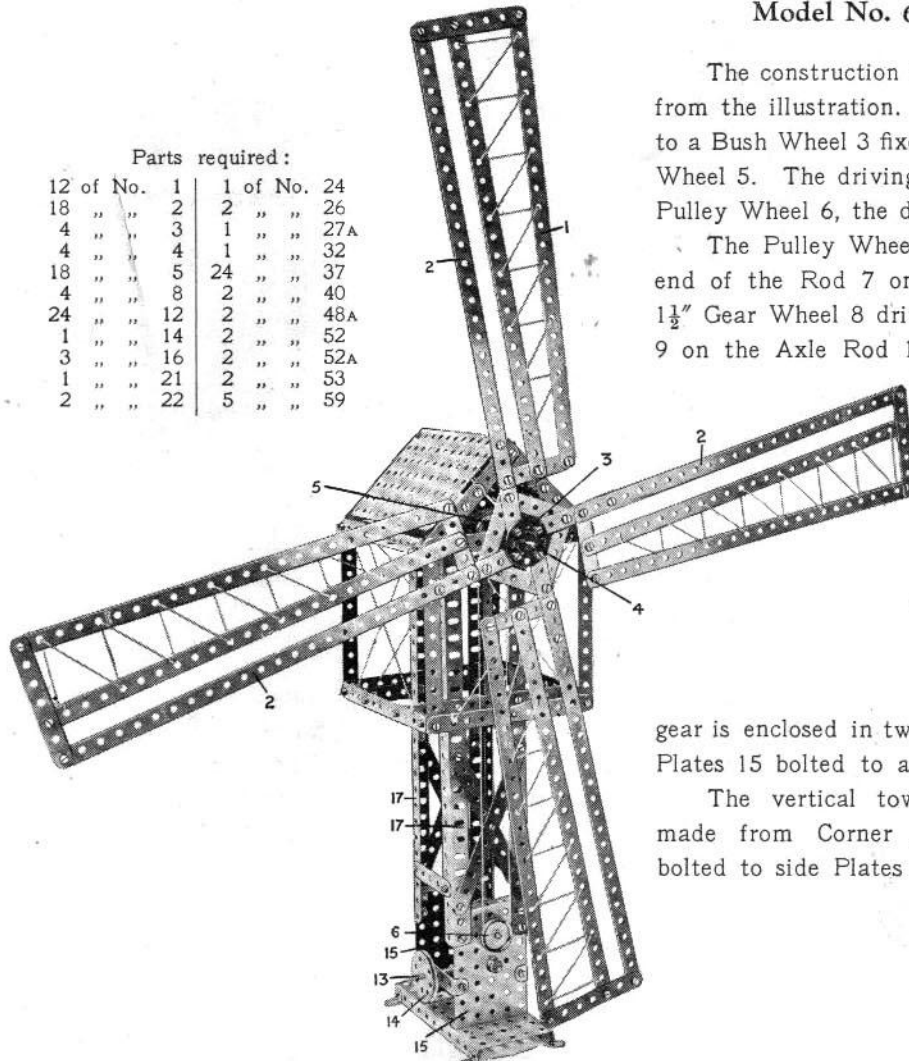 Model No. 6
The construction
from the illustration.
to a Bush Wheel 3 fixe
Wheel 5. The driving
Pulley Wheel 6, the d
The Pulley Whee
end of the Rod 7 or
1½" Gear Wheel 8 dri
9 on the Axle Rod 1
Parts required:
12 of No. 1 1 of No. 24
18 ,, ,, 2 2 ,, ,, 26
4 ,, ,, 3 1 ,, ,, 27A
4 ,, ,, 4 1 ,, ,, 32
18 ,, ,, 5 24 ,, ,, 37
4 ,, ,, 8 2 ,, ,, 40
24 ,, ,, 12 2 ,, ,, 48A
1 ,, ,, 14 2 ,, ,, 52
3 ,, ,, 16 2 ,, ,, 52A
1 ,, ,, 21 2 ,, ,, 53
2 ,, ,, 22 5 ,, ,, 59
1
2
2
3
5
4
2
gear is enclosed in tw
Plates 15 bolted to a
The vertical tow
made from Corner
bolted to side Plates
17
17
6
15
13
14
15